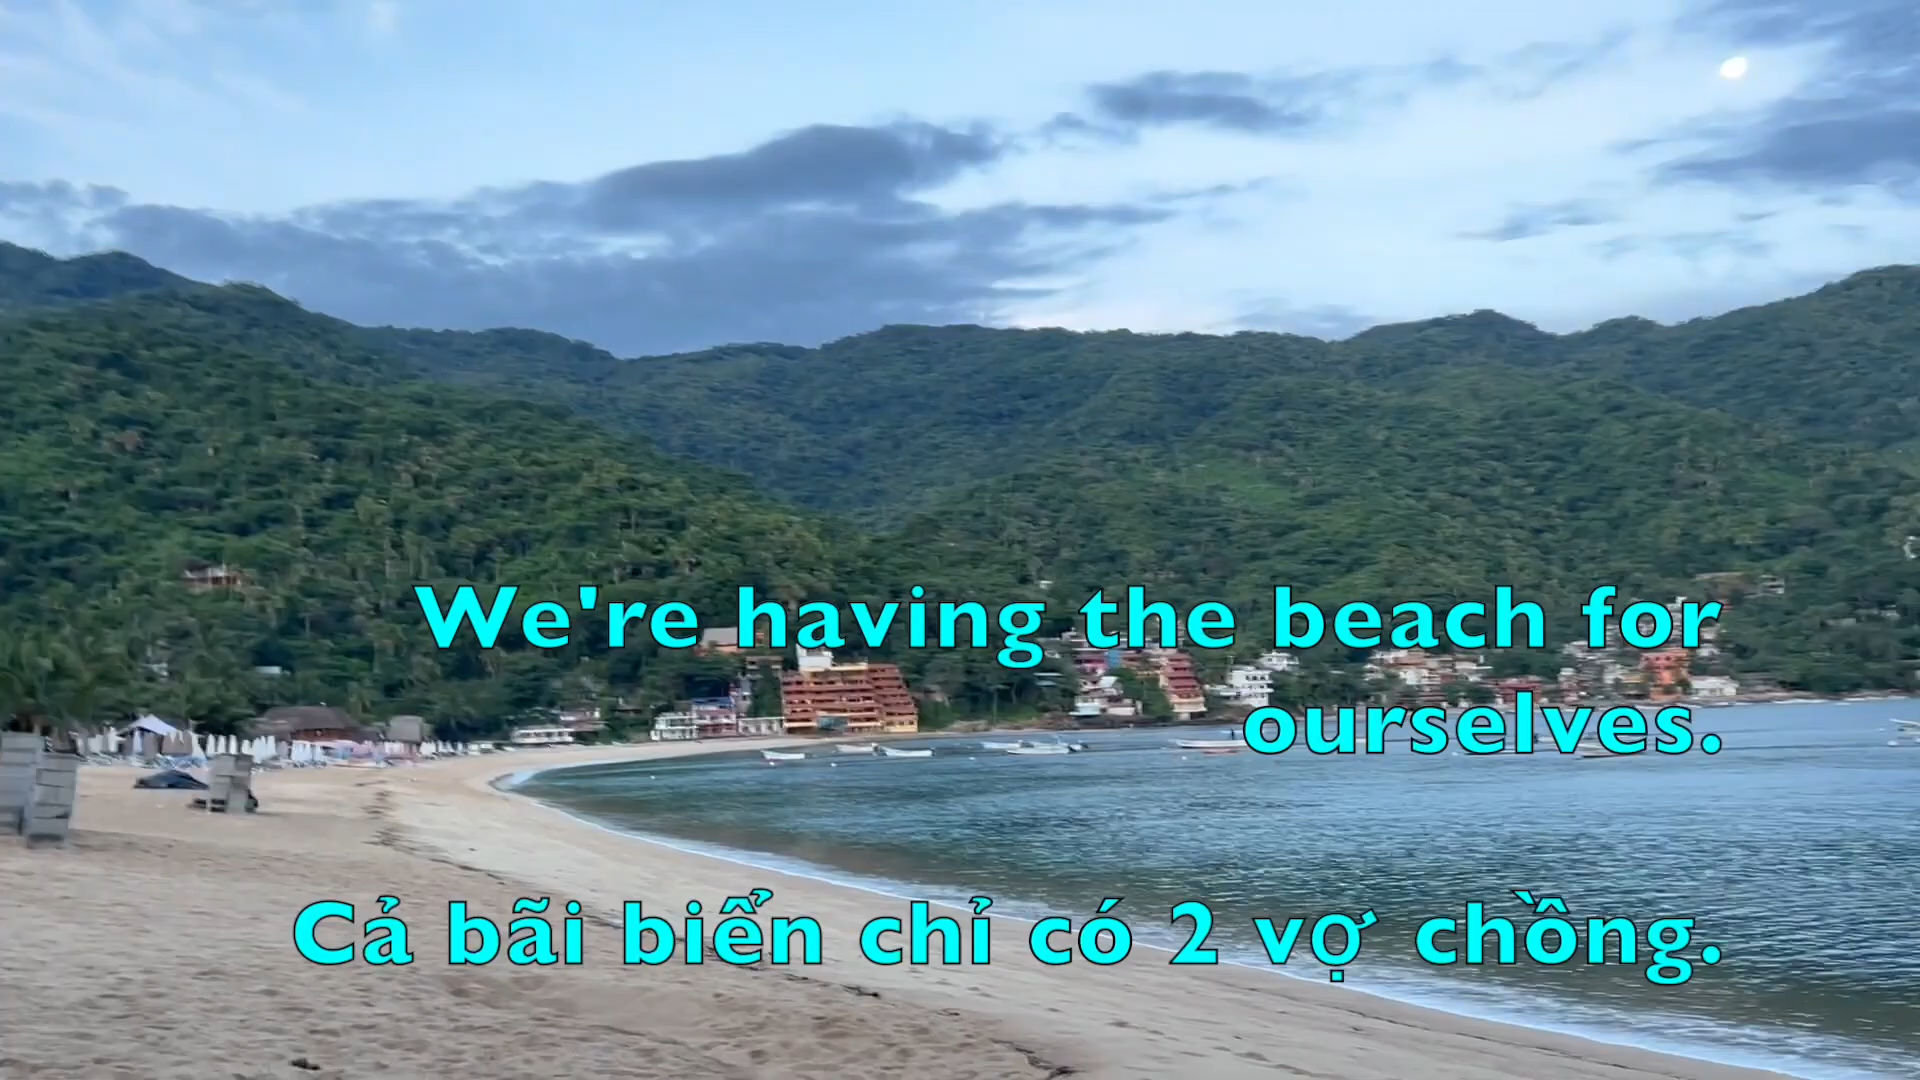 We're having the beach for
ourselves.
Cả bãi biển chỉ có 2 vợ chồng.